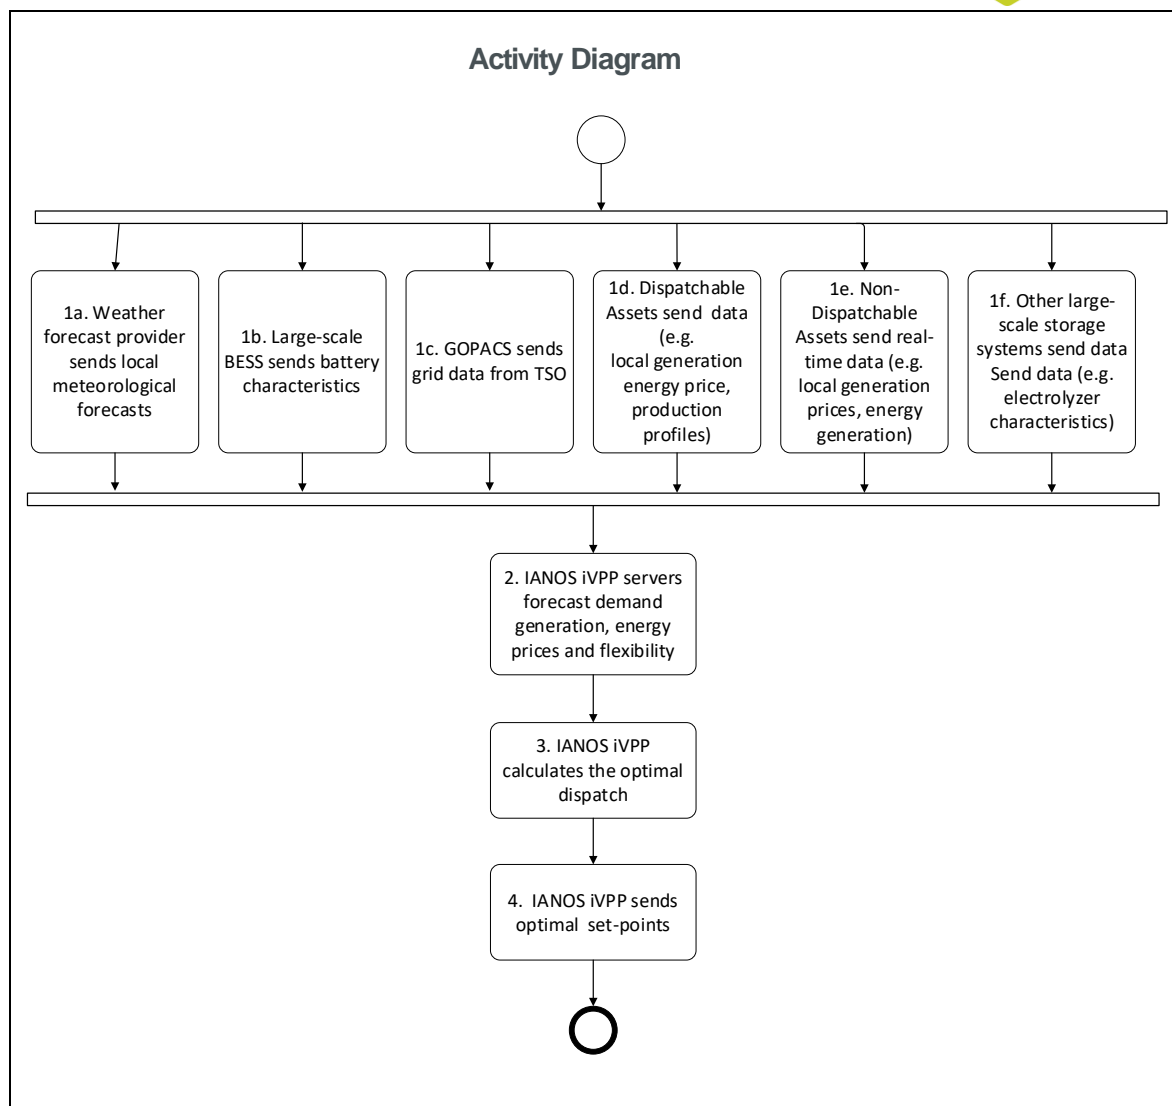 Activity Diagram
1a. Weather
forecast provider
sends local
meteorological
forecasts
1b. Large-scale
BESS sends battery
characteristics
1c. GOPACS sends
grid data from TSO
1d. Dispatchable
Assets send  data
(e.g.
local generation
energy price,
production
profiles)
1e. Non-
Dispatchable
Assets send real-
time data (e.g.
local generation
prices, energy
generation)
1f. Other large-
scale storage
systems send data
Send data (e.g.
electrolyzer
characteristics)
2. IANOS iVPP servers
forecast demand
generation, energy
prices and flexibility
3. IANOS iVPP
calculates the optimal
dispatch
4.  IANOS iVPP sends
optimal  set-points